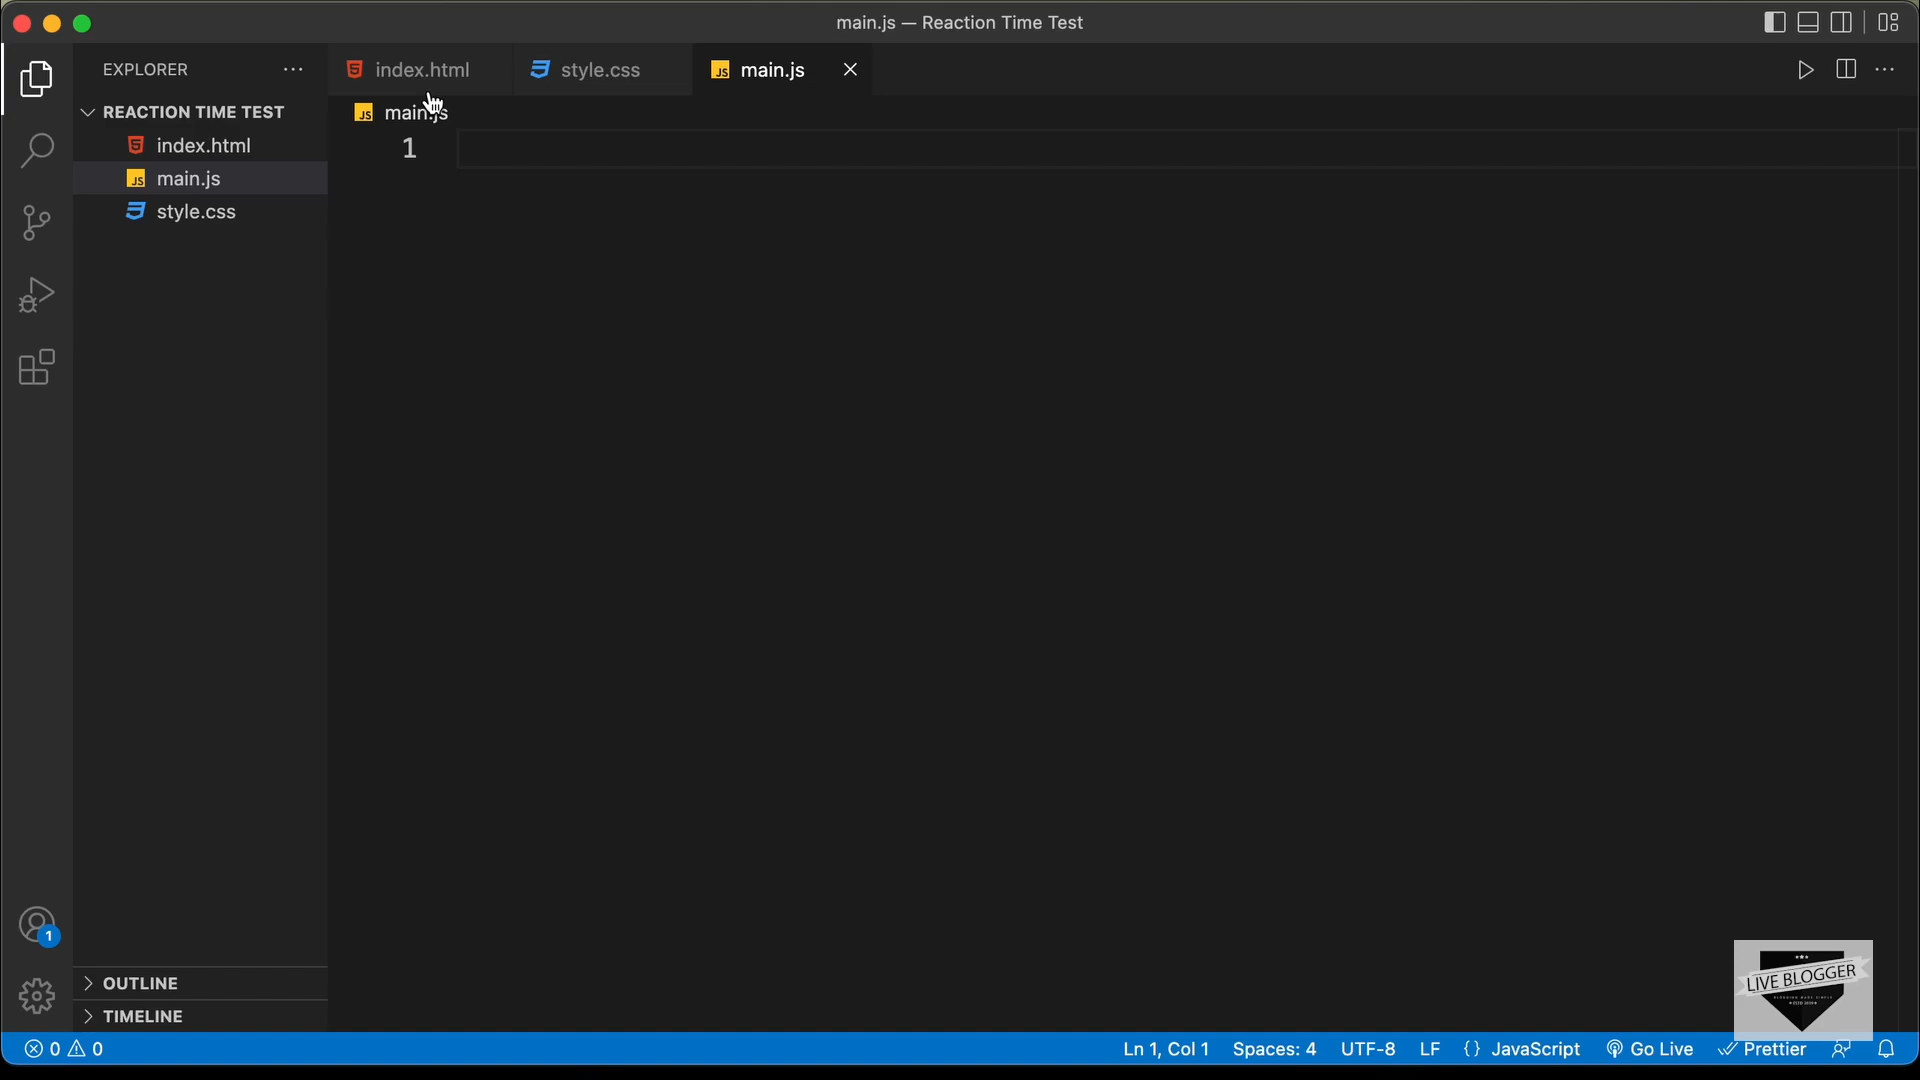 main.js — Reaction Time Test
EXPLORER
index.html
style.css
main.js
REACTION TIME TEST
main.js
index.html
1
main.js
style.css
1
OUTLINE
TIMELINE
LIVE BLOGGER
0 0
Ln 1, Col 1 Spaces: 4 UTF-8 LF {} JavaScript Go Live Prettier